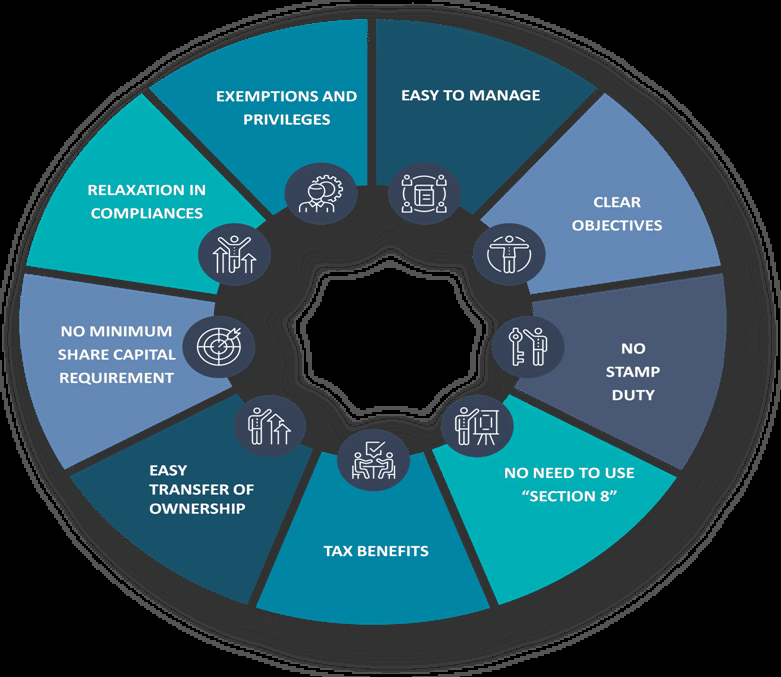 EXEMPTIONS AND
PRIVILEGES
EASY TO MANAGE
CLEAR
OBJECTIVES
NO
STAMP
DUTY
NO NEED TO USE
“SECTION 8”
TAX BENEFITS
EASY
TRANSFER OF
OWNERSHIP
NO MINIMUM
SHARE CAPITAL
REQUIREMENT
RELAXATION IN
COMPLIANCES